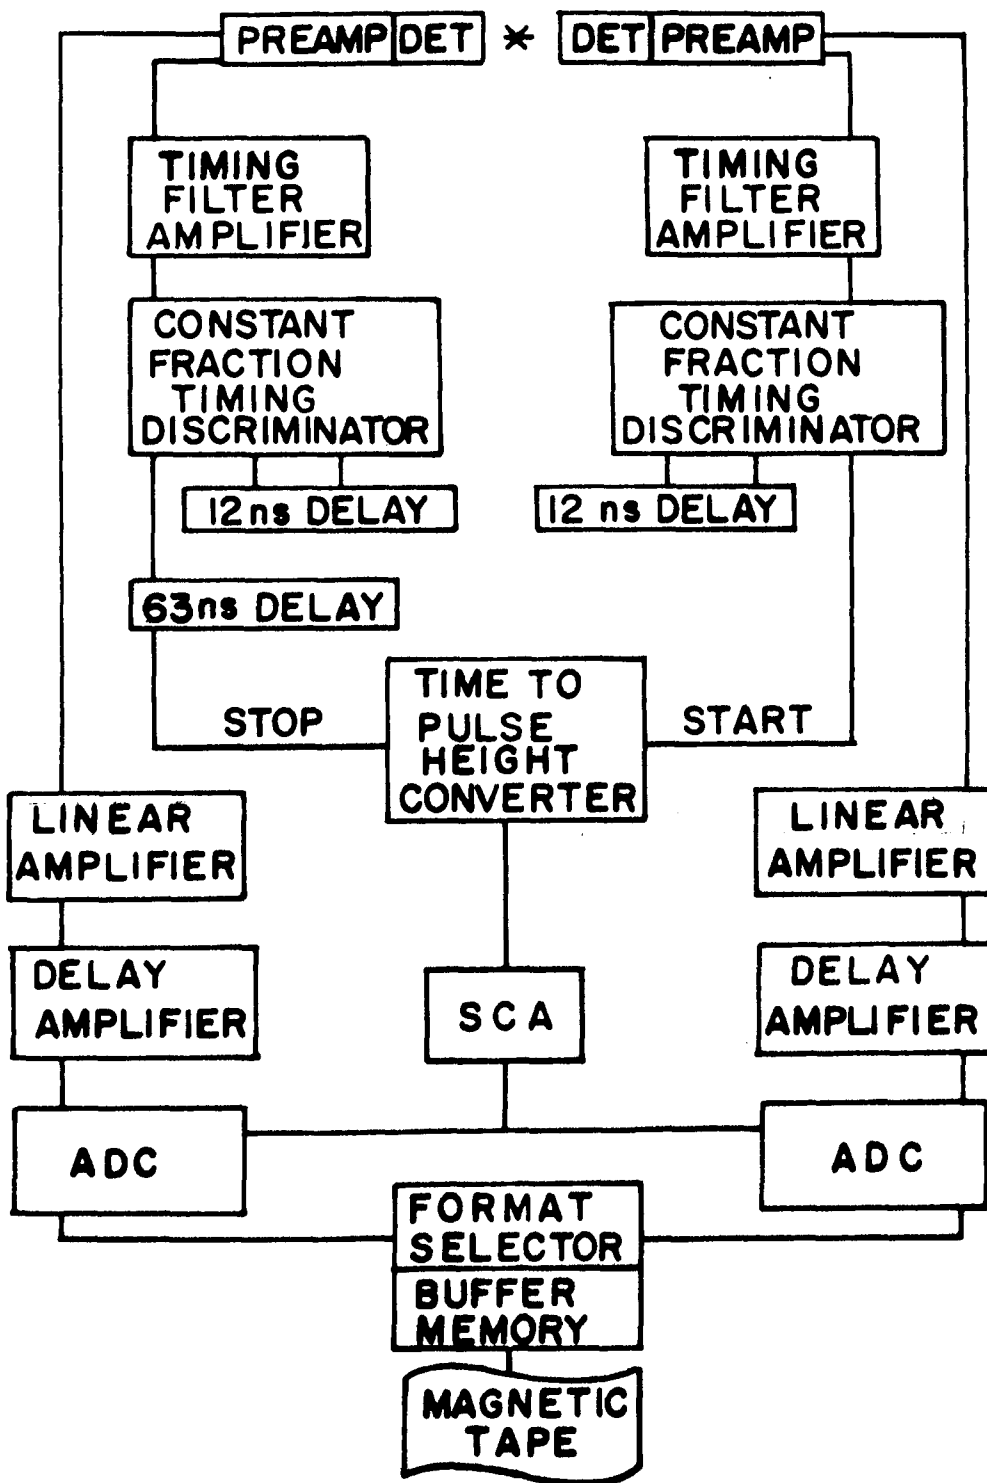 PREAMP DET * DET PREAMP
TIMING
FILTER
AMPLIFIER
TIMING
FILTER
AMPLIFIER
CONSTANT
FRACTION
TIMING
DISCRIMINATOR
CONSTANT
FRACTION
TIMING
DISCRIMINATOR
12ns DELAY
12 ns DELAY
63ns DELAY
STOP
TIME TO
PULSE
HEIGHT
CONVERTER
START
LINEAR
AMPLIFIER
LINEAR
AMPLIFIER
DELAY
AMPLIFIER
SCA
DELAY
AMPLIFIER
ADC
ADC
FORMAT
SELECTOR
BUFFER
MEMORY
MAGNETIC
TAPE